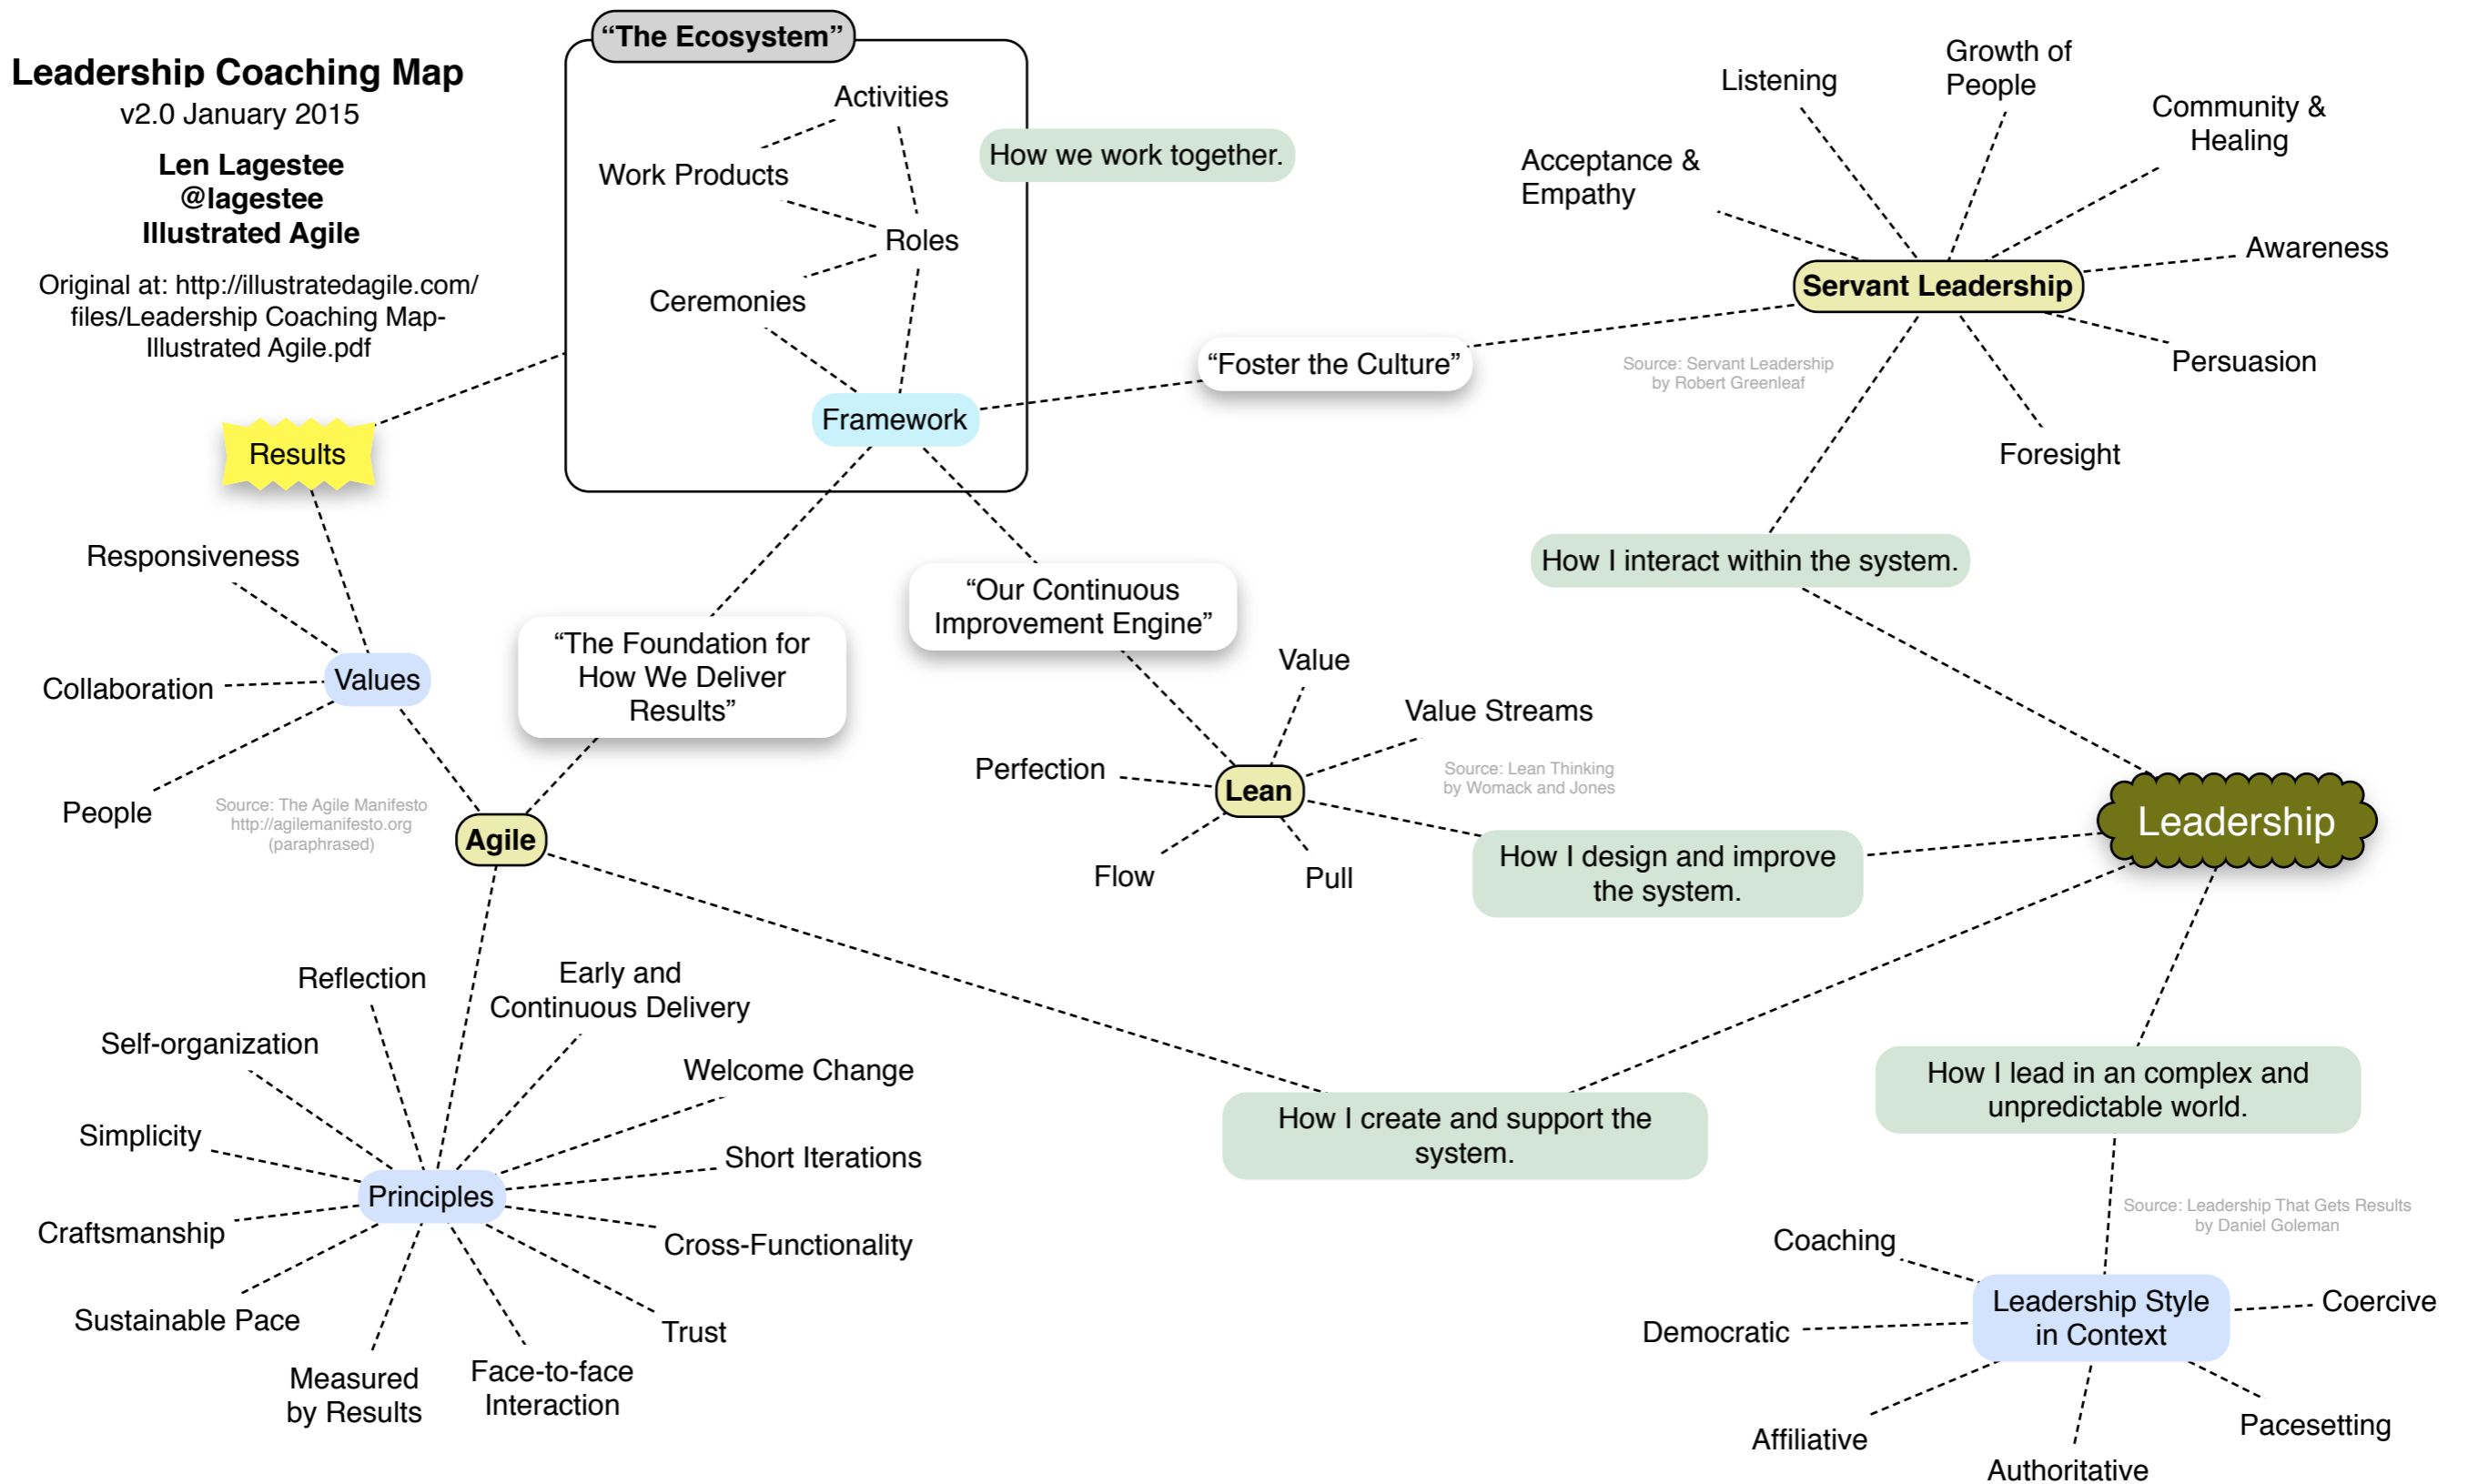 Leadership Coaching Map
v2.0 January 2015
Len Lagestee
@lagestee
Illustrated Agile
Original at: http://illustratedagile.com/
files/Leadership Coaching Map-
Illustrated Agile.pdf
“The Ecosystem”
Activities
Work Products
Roles
Ceremonies
Framework
How we work together.
“Foster the Culture”
Listening
Growth of
People
Community &
Healing
Acceptance &
Empathy
Awareness
Servant Leadership
Persuasion
Foresight
Source: Servant Leadership
by Robert Greenleaf
Results
Responsiveness
Values
Collaboration
People
Source: The Agile Manifesto
http://agilemanifesto.org
(paraphrased)
Agile
“The Foundation for
How We Deliver
Results”
“Our Continuous
Improvement Engine”
Value
Value Streams
Perfection
Lean
Source: Lean Thinking
by Womack and Jones
Flow
Pull
How I interact within the system.
How I design and improve
the system.
Leadership
How I create and support the
system.
How I lead in an complex and
unpredictable world.
Reflection
Early and
Continuous Delivery
Self-organization
Welcome Change
Simplicity
Short Iterations
Principles
Craftsmanship
Cross-Functionality
Sustainable Pace
Trust
Measured
by Results
Face-to-face
Interaction
Source: Leadership That Gets Results
by Daniel Goleman
Coaching
Leadership Style
in Context
Coercive
Democratic
Affiliative
Authoritative
Pacesetting